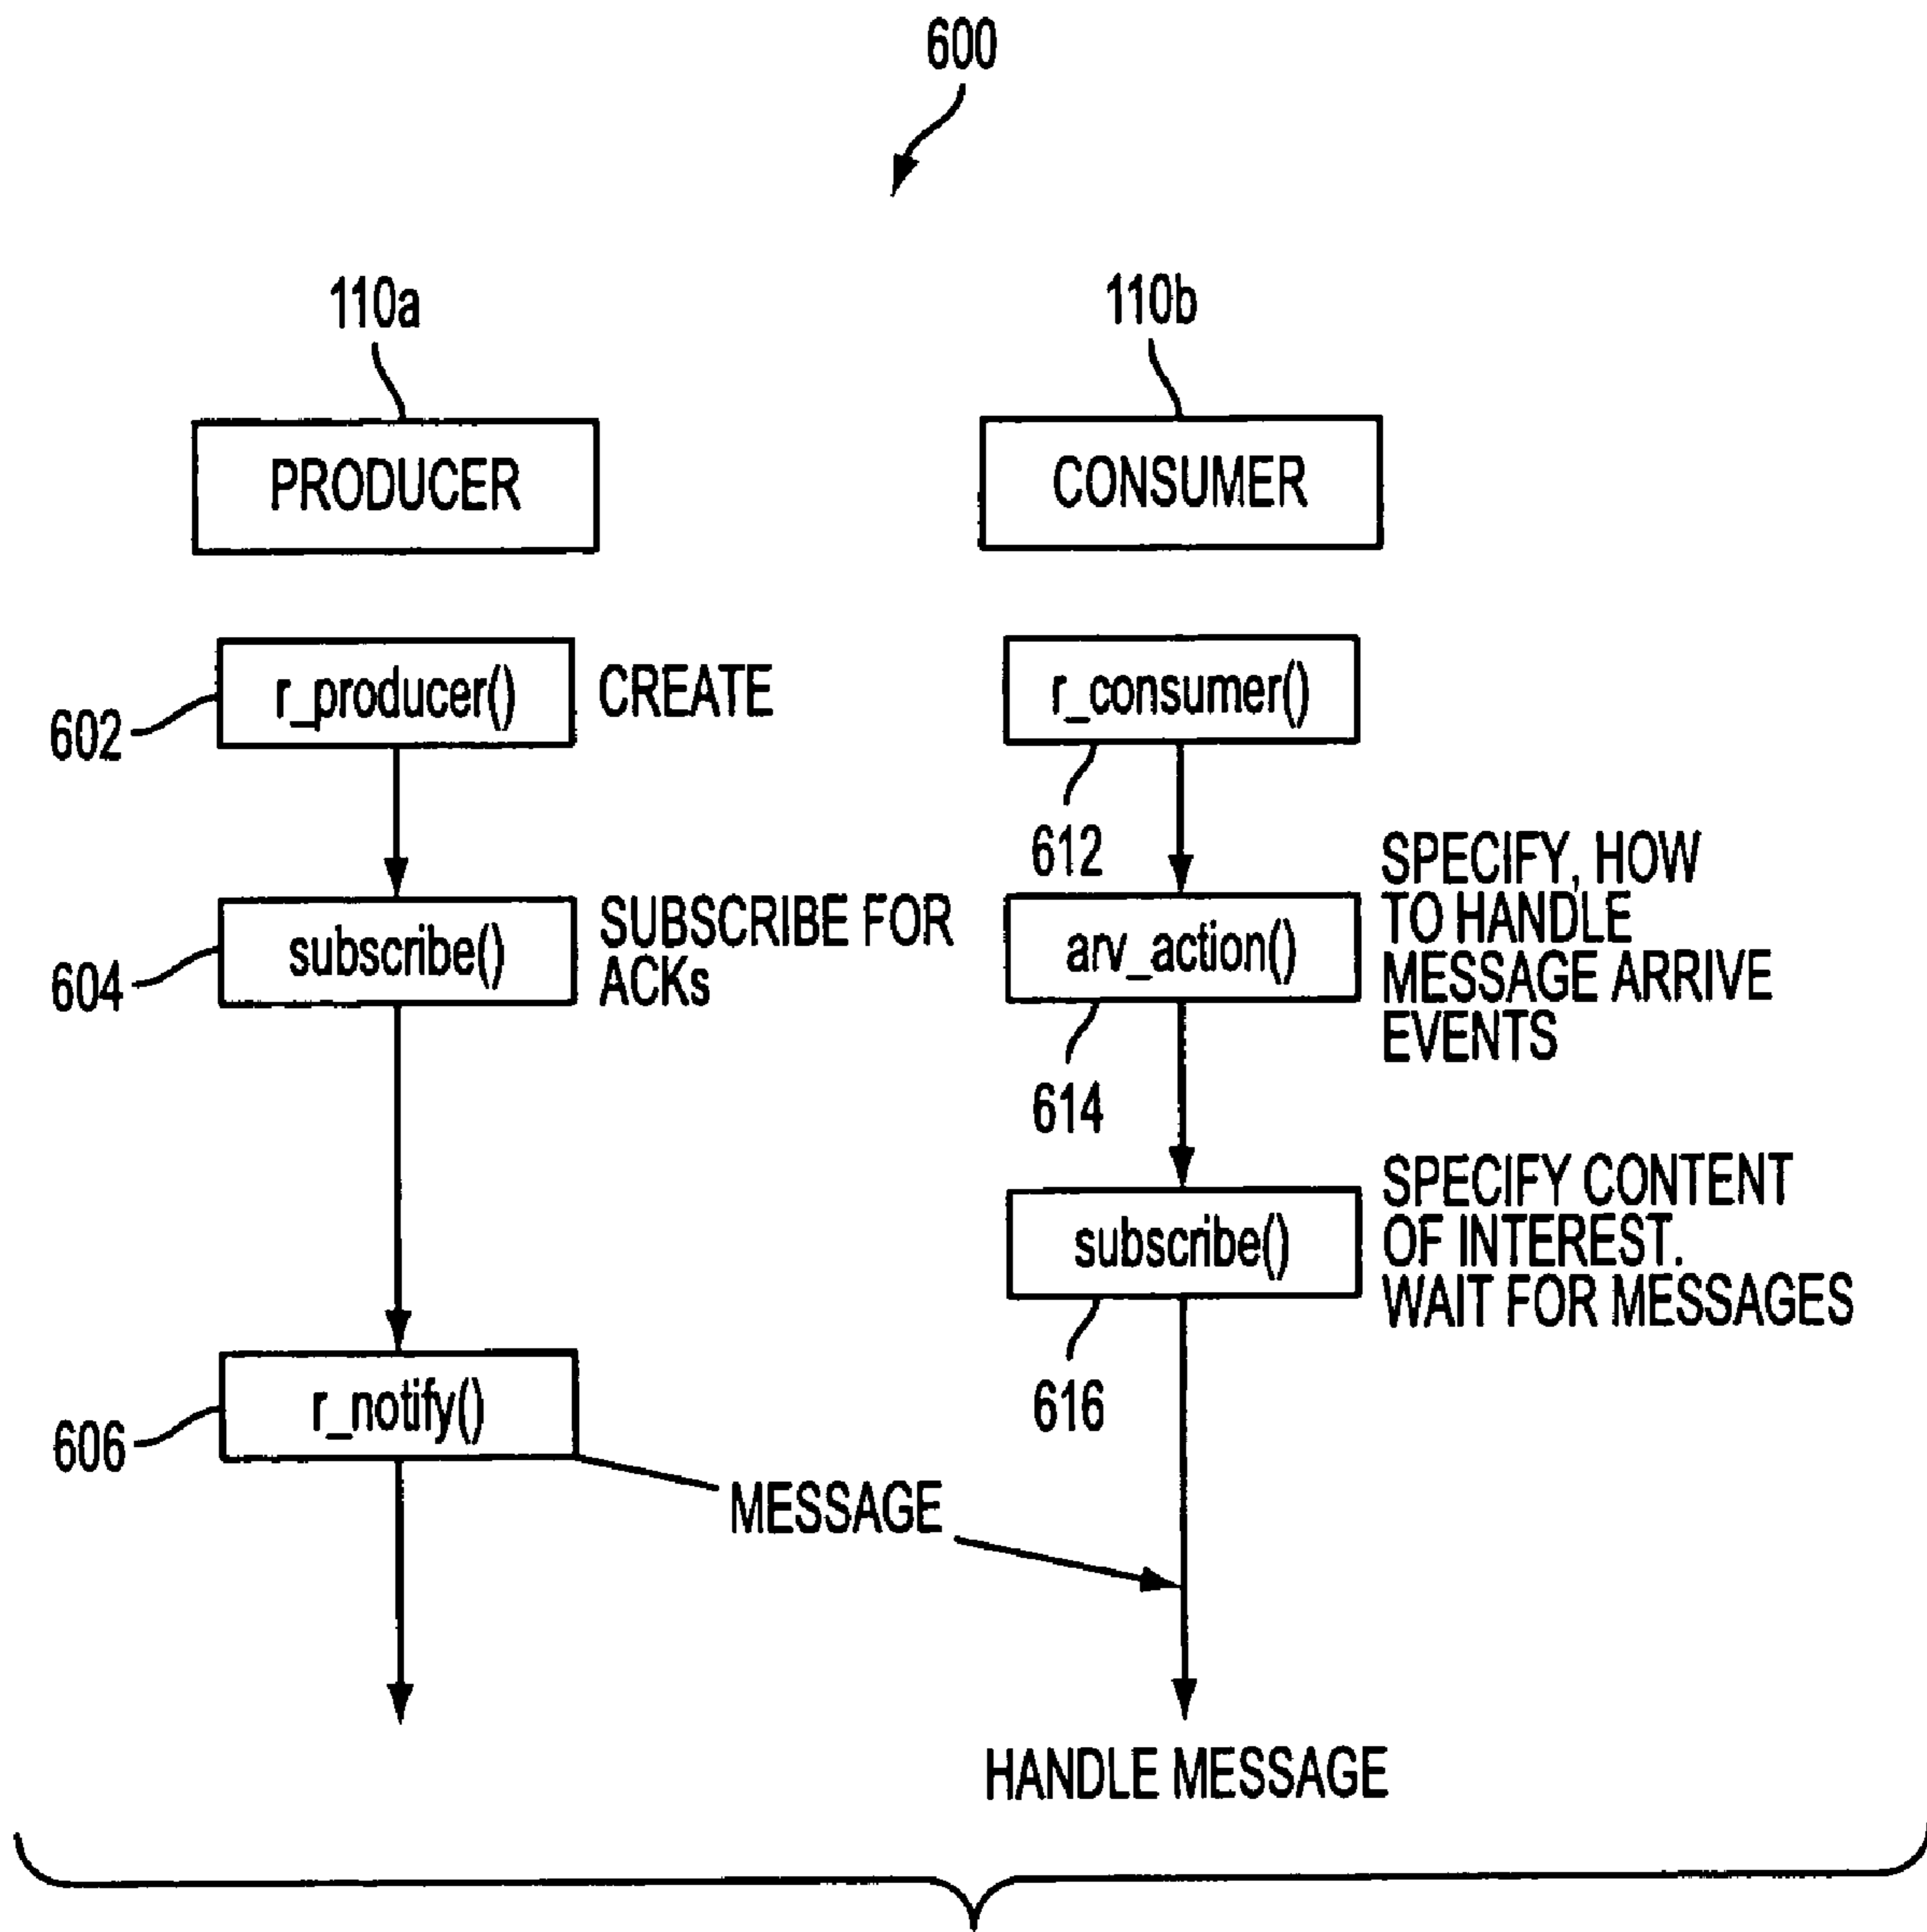 600
110a
110b
PRODUCER
CONSUMER
r_producer()
CREATE
r_consumer()
602
612
subscribe()
SUBSCRIBE FOR
ACKs
604
arv_action()
SPECIFY, HOW
TO HANDLE
MESSAGE ARRIVE
EVENTS
614
subscribe()
SPECIFY CONTENT
OF INTEREST.
WAIT FOR MESSAGES
616
r_notify()
606
MESSAGE
HANDLE MESSAGE